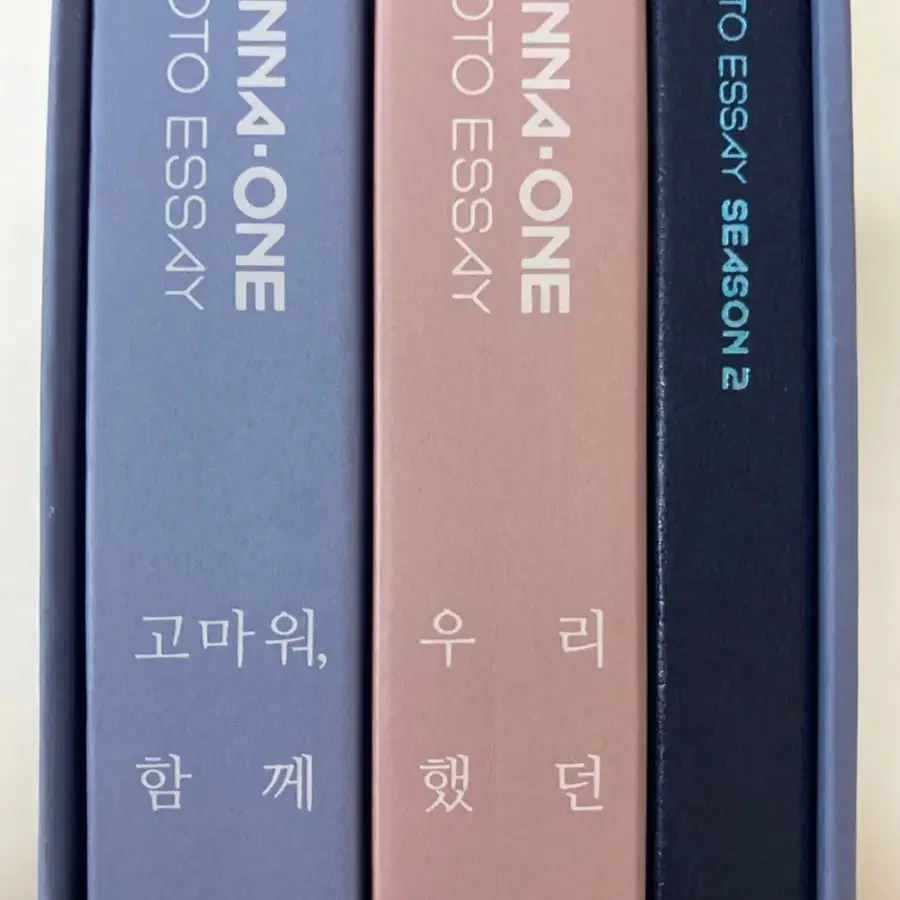 NNA·ONE
OTO ESSAY
고마워,
함께
NNA·ONE
OTO ESSAY
우리
했던
TO ESSAY SEASON 2